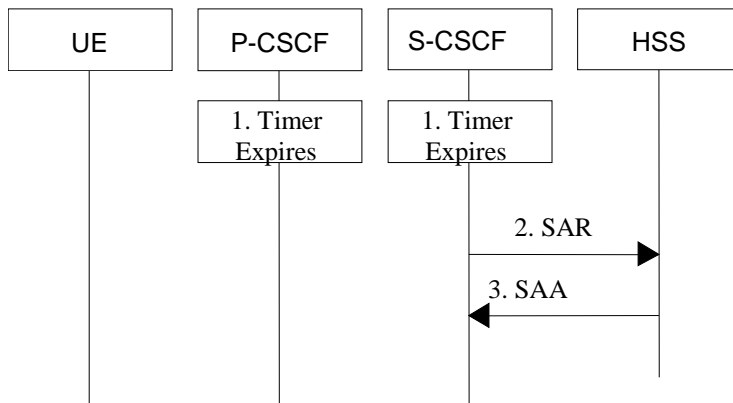 UE
P-CSCF
S-CSCF
HSS
1. Timer
Expires
1. Timer
Expires
2. SAR
3. SAA